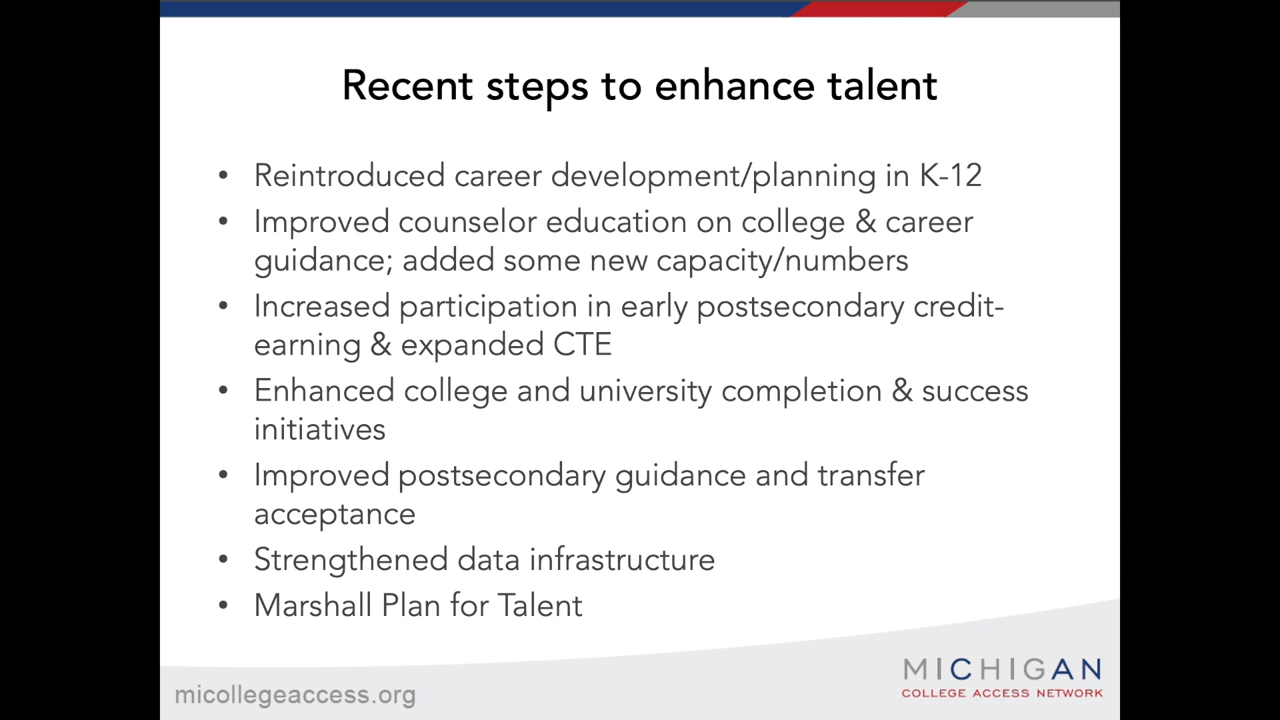 Recent steps to enhance talent
• Reintroduced career development/planning in K-12
• Improved counselor education on college & career
guidance; added some new capacity/numbers
• Increased participation in early postsecondary credit-
earning & expanded CTE
• Enhanced college and university completion & success
initiatives
• Improved postsecondary guidance and transfer
acceptance
• Strengthened data infrastructure
• Marshall Plan for Talent
micollegeaccess.org
MICHIGAN
COLLEGE ACCESS NETWORK